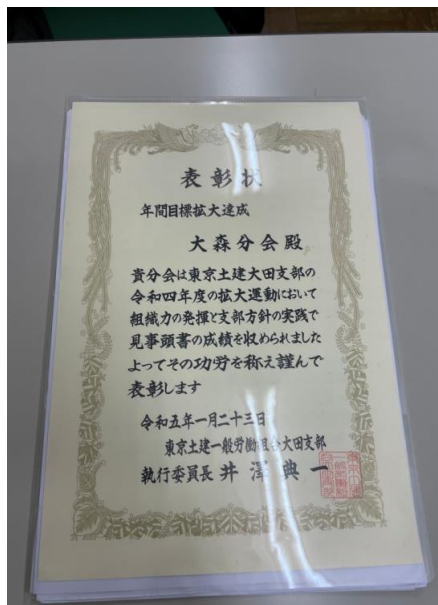 表彰状
年間目標拡大達成
大森分会殿
貴分会は東京土建大田支部の
令和四年度の拡大運動において
組織力の発揮と支部方針の実践で
見事頭書の成績を収められました
よってその功労を称え謹んで
表彰します
令和五年一月二十三日
東京土建一般労働組合大田支部
執行委員長 井澤典一